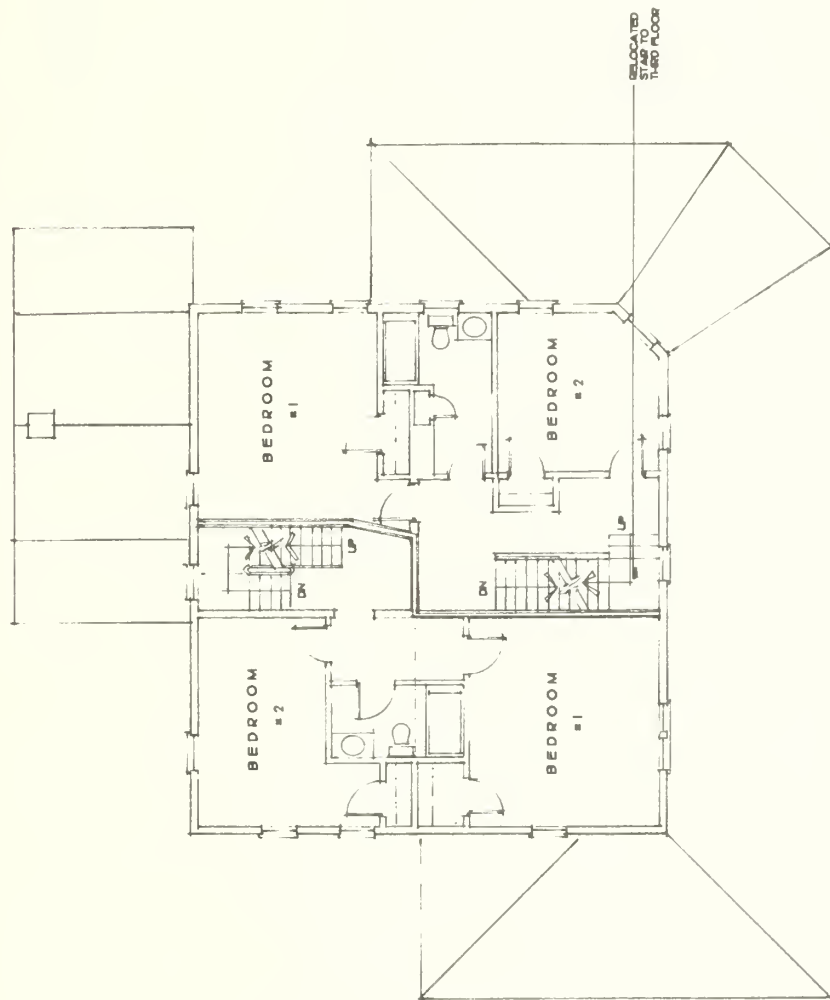 RELOCATED
STAIR TO
THIRD FLOOR
BEDROOM
#1
BEDROOM
#2
UP
DN
UP
DN
BEDROOM
#2
BEDROOM
#1